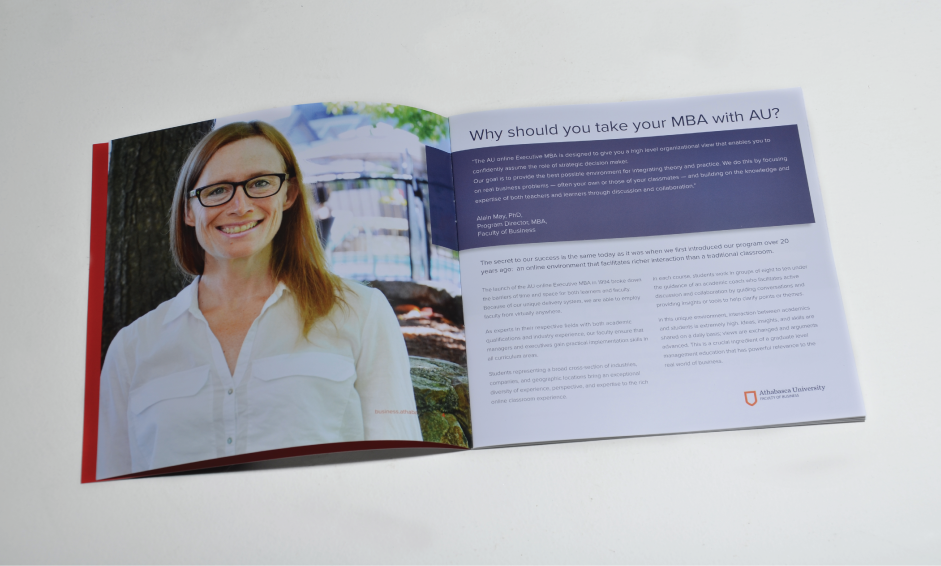 Why should you take your MBA with AU?
"The AU online Executive MBA is designed to give you a high level organizational view that enables you to
confidently assume the role of strategic decision maker.
Our goal is to provide the best possible environment for integrating theory and practice. We do this by focusing
on real business problems — often your own or those of your classmates — and building on the knowledge and
expertise of both teachers and learners through discussion and collaboration."
Alain May, PhD,
Program Director, MBA,
Faculty of Business
The secret to our success is the same today as it was when we first introduced our program over 20
years ago: an online environment that facilitates richer interaction than a traditional classroom.
The launch of the AU online Executive MBA in 1994 broke down
the barriers of time and space for both learners and faculty.
Because of our unique delivery system, we are able to employ
faculty from virtually anywhere.
As experts in their respective fields with both academic
qualifications and industry experience, our faculty ensure that
managers and executives gain practical implementation skills in
all curriculum areas.
Students representing a broad cross-section of industries,
companies, and geographic locations bring an exceptional
diversity of experience, perspective, and expertise to the rich
online classroom experience.
In each course, students work in groups of eight to ten under
the guidance of an academic coach who facilitates active
discussion and collaboration by guiding conversations and
providing insights or texts to help clarify points or themes.
In this unique environment, interaction between academics
and students is extremely high. Ideas, insights, and skills are
shared on a daily basis; views are exchanged and arguments
advanced. This is a crucial ingredient of a graduate level
management education that has powerful relevance to the
real world of business.
Athabasca University
FACULTY OF BUSINESS